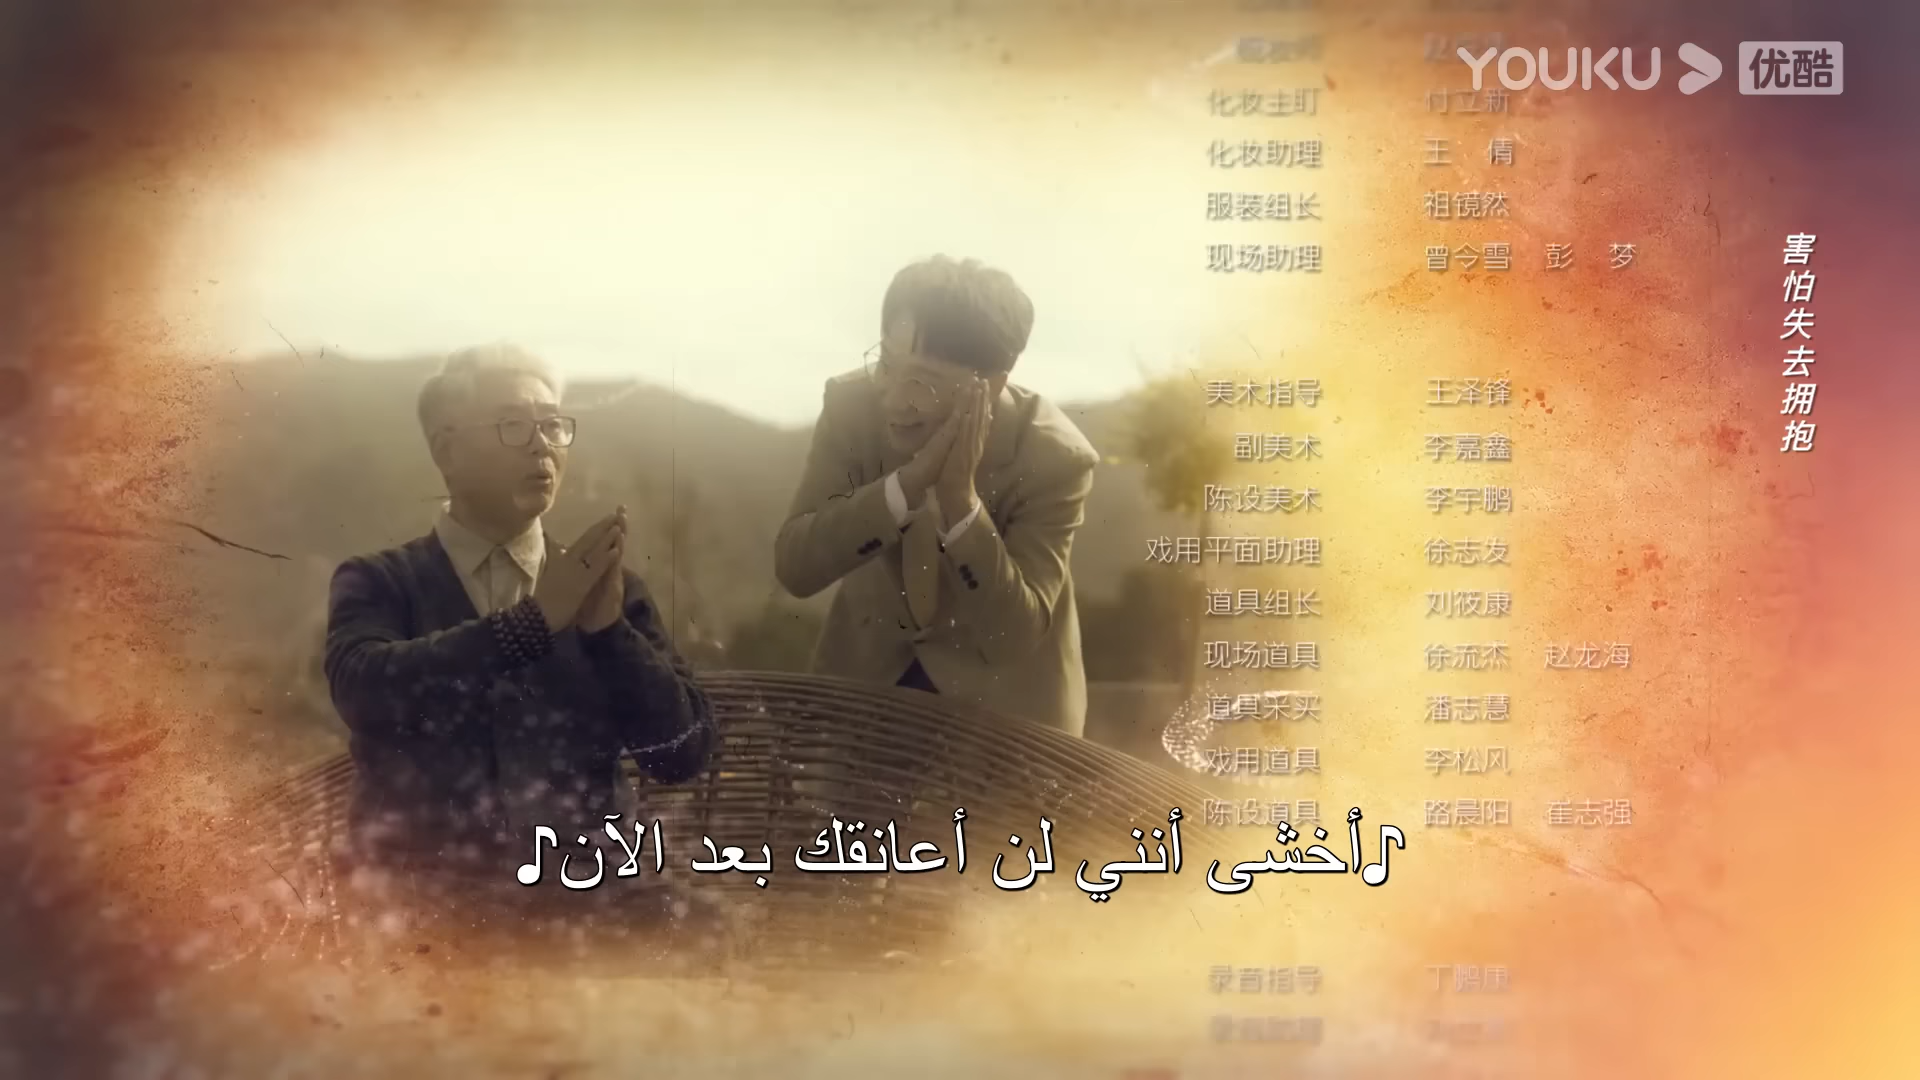 YOUKU 优酷
化妆主盯 付立新
化妆助理 王 倩
服装组长 祖镜然
现场助理 曾令雪 彭 梦
害怕失去拥抱
美术指导 王泽锋
副美术 李嘉鑫
陈设美术 李宇鹏
戏用平面助理 徐志发
道具组长 刘筱康
现场道具 徐流杰 赵龙海
道具采买 潘志慧
戏用道具 李松风
陈设道具 路晨阳 崔志强
♪أخشى أنني لن أعانقك بعد الآن♪
录音指导 丁鹏康